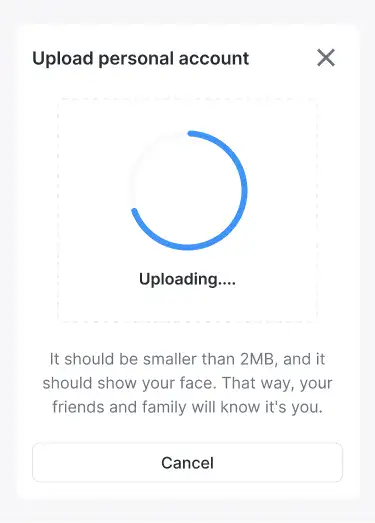 Upload personal account
Uploading....
It should be smaller than 2MB, and it
should show your face. That way, your
friends and family will know it's you.
Cancel